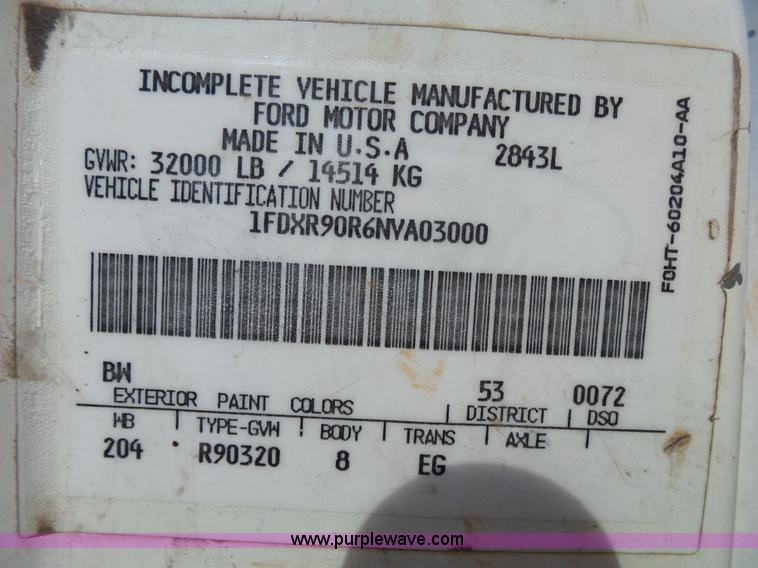 INCOMPLETE VEHICLE MANUFACTURED BY
FORD MOTOR COMPANY
MADE IN U.S.A 2843L
GVWR: 32000 LB / 14514 KG
VEHICLE IDENTIFICATION NUMBER
1FDXR90R6NVA03000
F0HT-60204A10-AA
BW 53 0072
EXTERIOR PAINT COLORS DISTRICT DSO
WB TYPE-GVW BODY TRANS AXLE
204 R90320 8 EG
www.purplewave.com